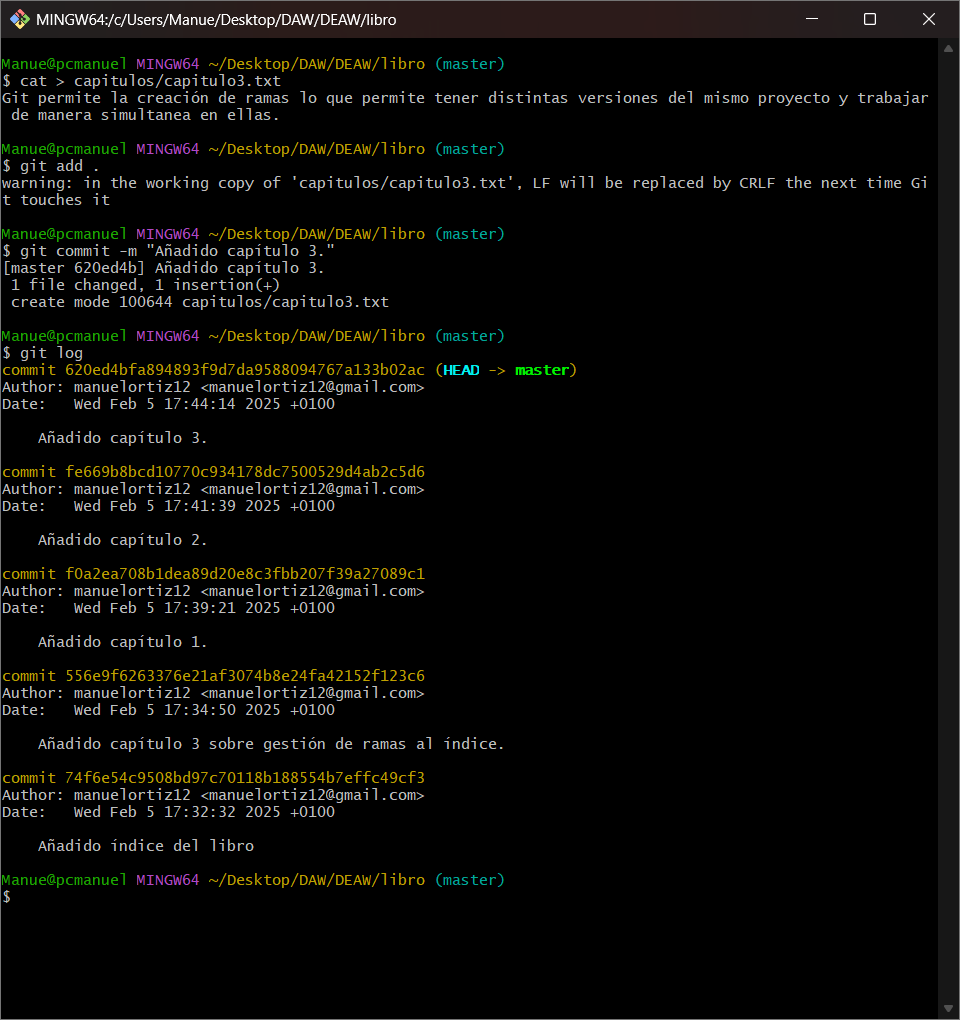 MINGW64:/c/Users/Manue/Desktop/DAW/DEAW/libro
Manue@pcmanuel MINGW64 ~/Desktop/DAW/DEAW/libro (master)
$ cat > capitulos/capitulo3.txt
Git permite la creación de ramas lo que permite tener distintas versiones del mismo proyecto y trabajar
 de manera simultanea en ellas.
Manue@pcmanuel MINGW64 ~/Desktop/DAW/DEAW/libro (master)
$ git add .
warning: in the working copy of 'capitulos/capitulo3.txt', LF will be replaced by CRLF the next time Gi
t touches it
Manue@pcmanuel MINGW64 ~/Desktop/DAW/DEAW/libro (master)
$ git commit -m "Añadido capítulo 3."
[master 620ed4b] Añadido capítulo 3.
 1 file changed, 1 insertion(+)
 create mode 100644 capitulos/capitulo3.txt
Manue@pcmanuel MINGW64 ~/Desktop/DAW/DEAW/libro (master)
$ git log
commit 620ed4bfa894893f9d7da9588094767a133b02ac (HEAD -> master)
Author: manuelortiz12 <manuelortiz12@gmail.com>
Date:   Wed Feb 5 17:44:14 2025 +0100
    Añadido capítulo 3.
commit fe669b8bcd10770c934178dc7500529d4ab2c5d6
Author: manuelortiz12 <manuelortiz12@gmail.com>
Date:   Wed Feb 5 17:41:39 2025 +0100
    Añadido capítulo 2.
commit f0a2ea708b1dea89d20e8c3fbb207f39a27089c1
Author: manuelortiz12 <manuelortiz12@gmail.com>
Date:   Wed Feb 5 17:39:21 2025 +0100
    Añadido capítulo 1.
commit 556e9f6263376e21af3074b8e24fa42152f123c6
Author: manuelortiz12 <manuelortiz12@gmail.com>
Date:   Wed Feb 5 17:34:50 2025 +0100
    Añadido capítulo 3 sobre gestión de ramas al índice.
commit 74f6e54c9508bd97c70118b188554b7effc49cf3
Author: manuelortiz12 <manuelortiz12@gmail.com>
Date:   Wed Feb 5 17:32:32 2025 +0100
    Añadido índice del libro
Manue@pcmanuel MINGW64 ~/Desktop/DAW/DEAW/libro (master)
$